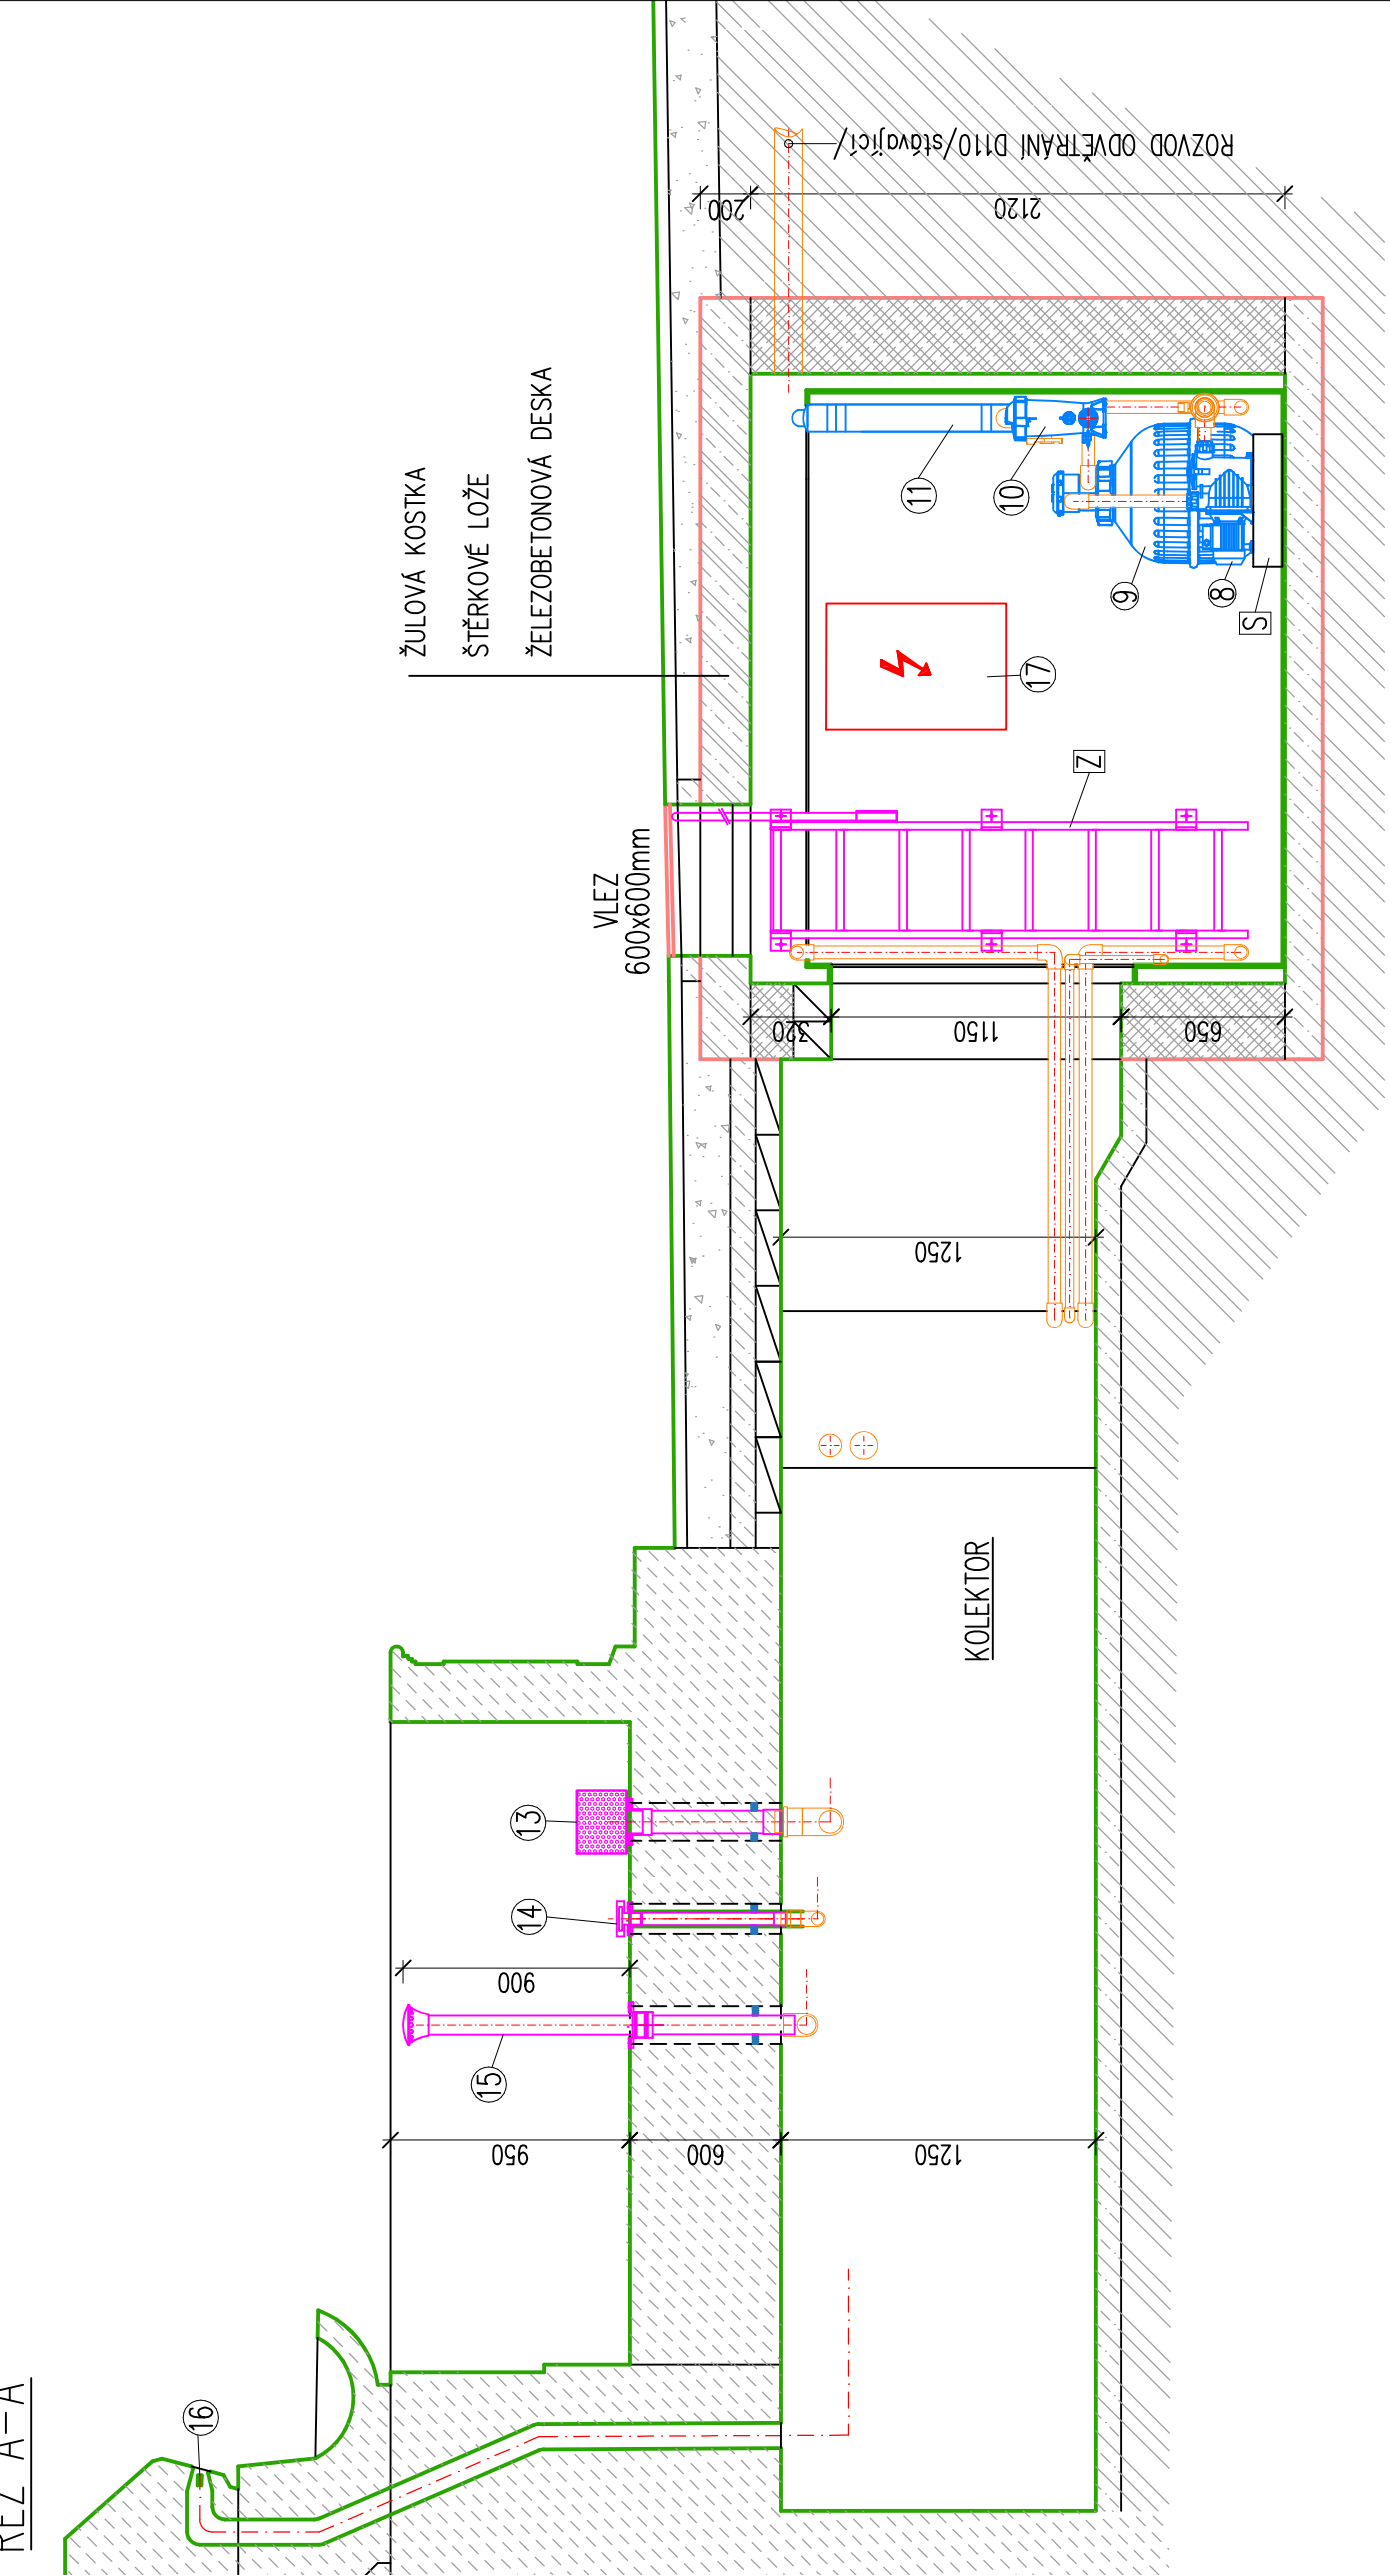 ŘEZ A-A
16
15
14
13
900
950
600
1250
KOLEKTOR
1250
ŽULOVÁ KOSTKA
ŠTĚRKOVÉ LOŽE
ŽELEZOBETONOVÁ DESKA
VLEZ
600x600mm
320
1150
650
Z
17
11
10
9
8
S
200
2120
ROZVOD ODVĚTRÁNÍ D110/stávající/